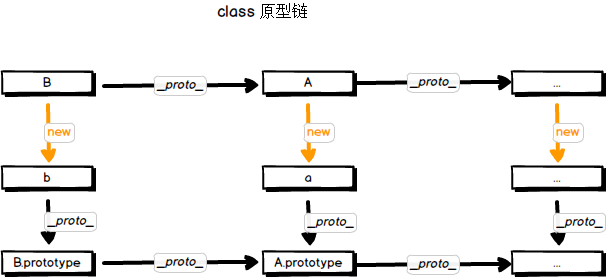 class 原型链
B _proto_ A _proto_ ...
new new new
b a ...
_proto_ _proto_ _proto_
B.prototype _proto_ A.prototype _proto_ ...